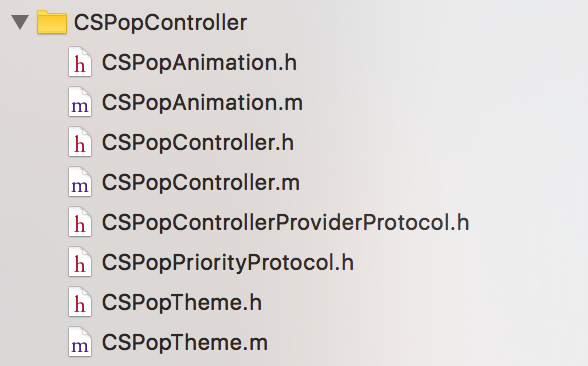 CSPopController
h CSPopAnimation.h
m CSPopAnimation.m
h CSPopController.h
m CSPopController.m
h CSPopControllerProviderProtocol.h
h CSPopPriorityProtocol.h
h CSPopTheme.h
m CSPopTheme.m